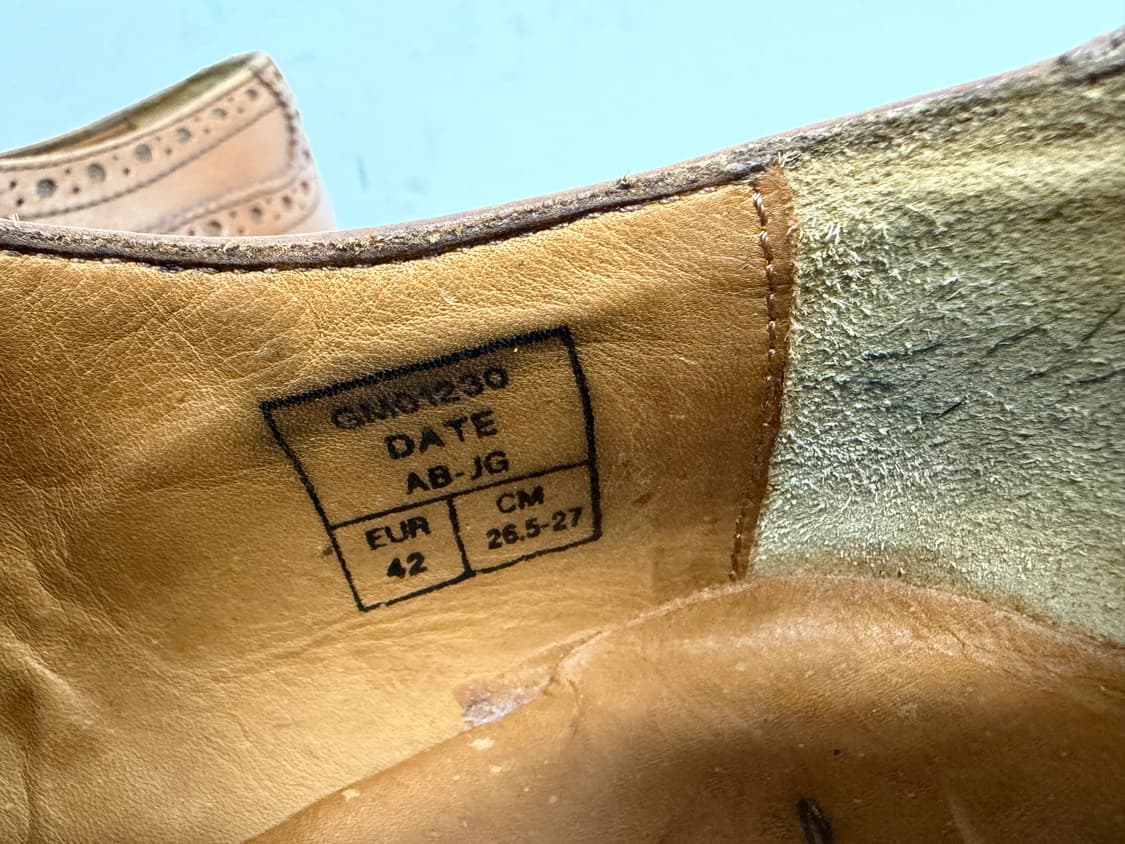 GM01230
DATE
AB-JG
EUR
42
CM
26.5-27